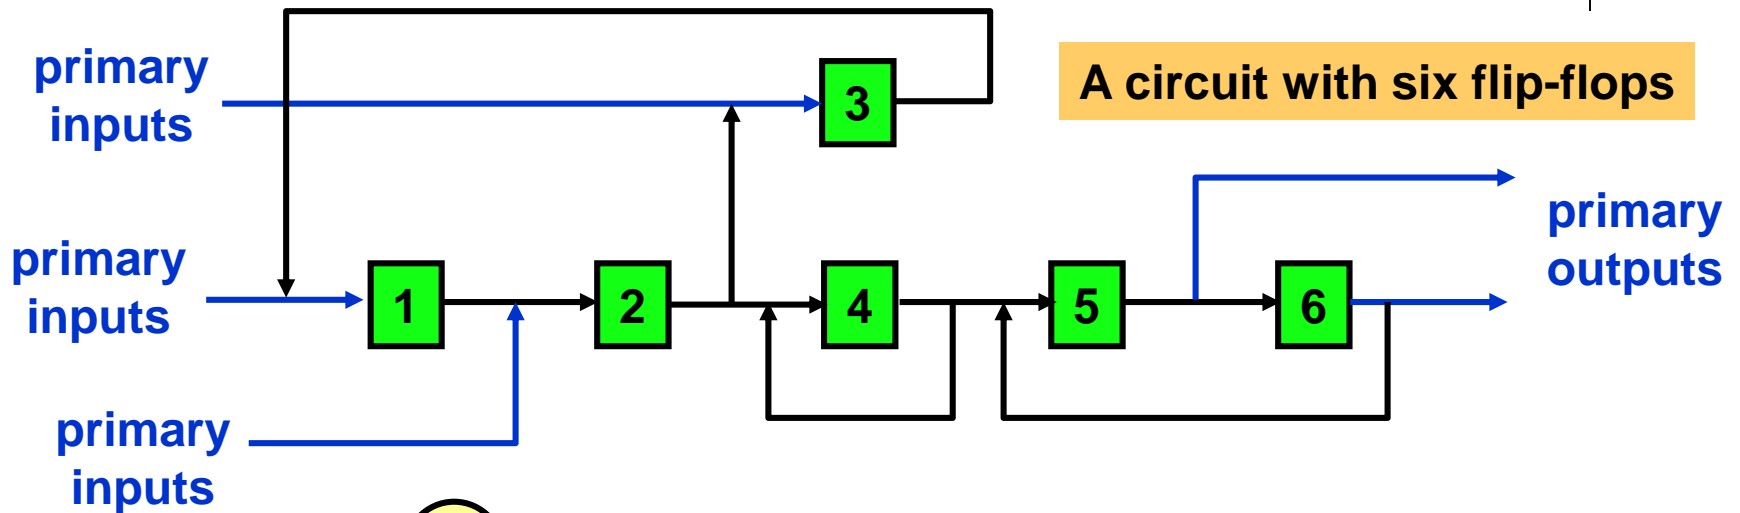 primary
inputs
3
A circuit with six flip-flops
primary
inputs
1
2
4
5
6
primary
outputs
primary
inputs